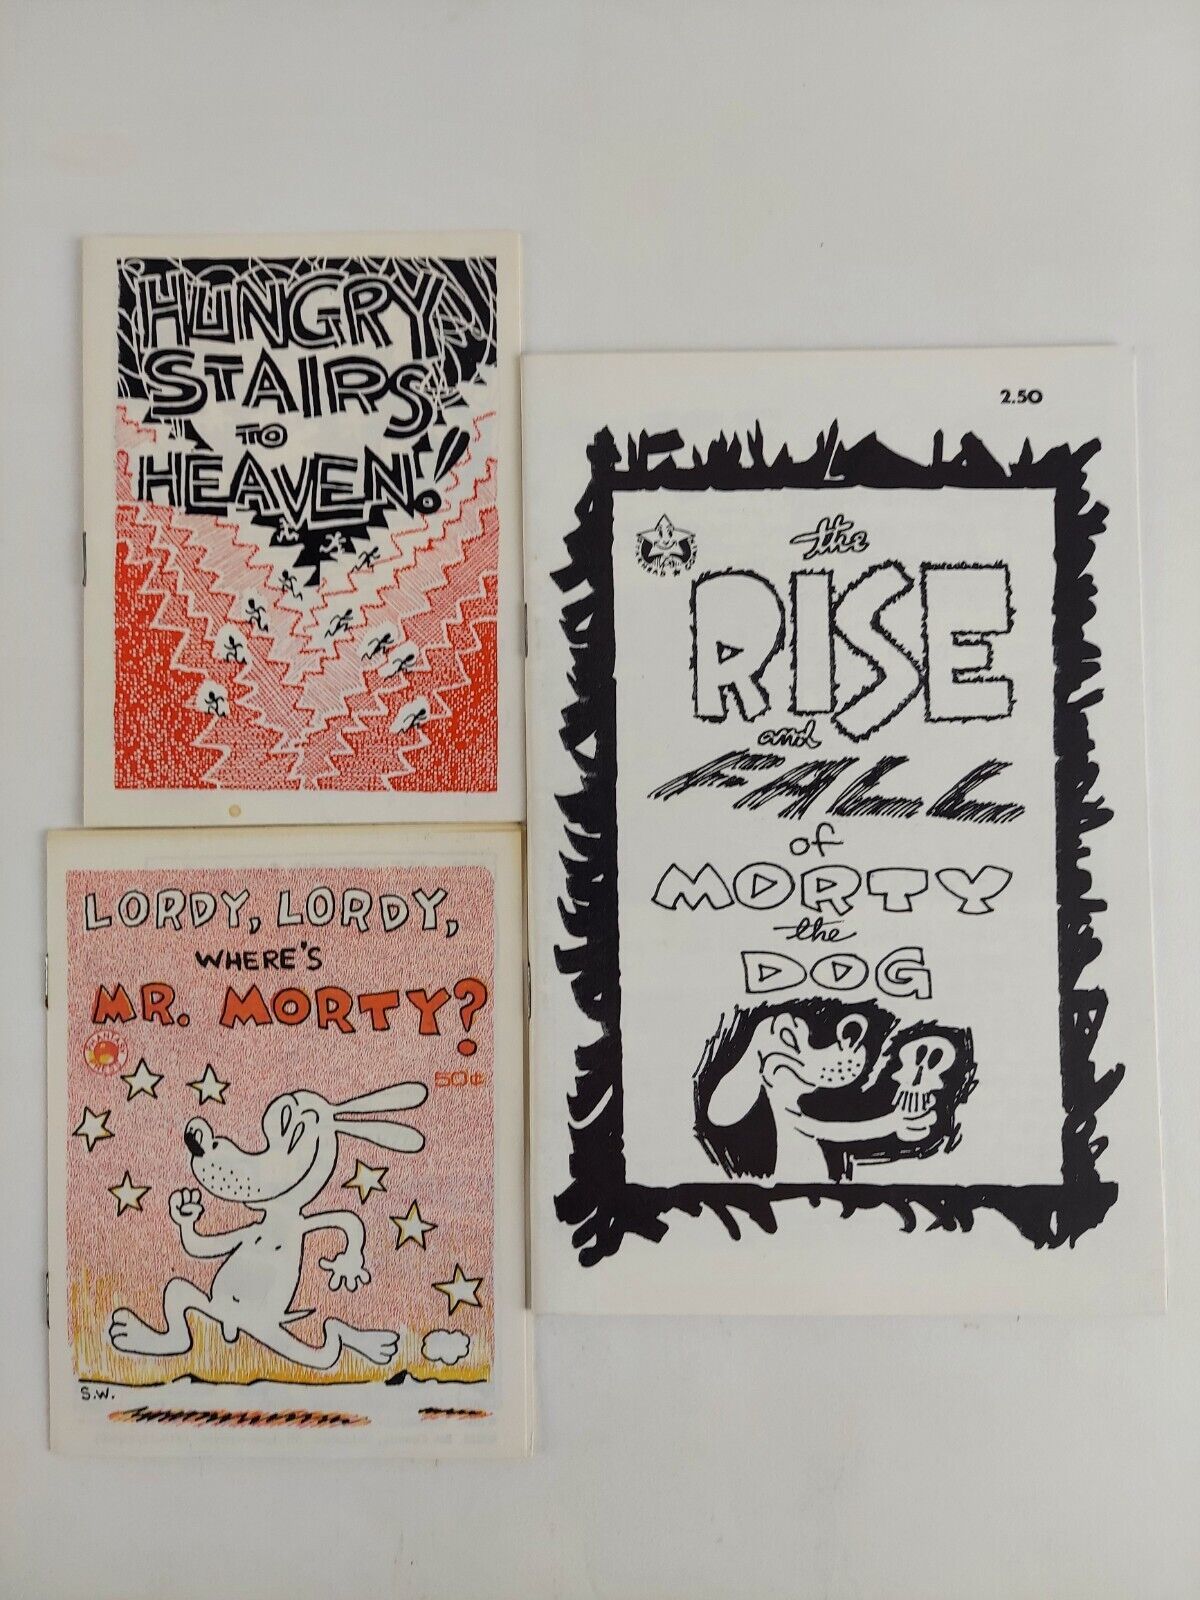 HUNGRY
STAIRS
TO
HEAVEN!
LORDY, LORDY,
WHERE'S
MR. MORTY?
50¢
S.W.
2.50
the
RISE
and
FALL
of
MORTY
the
DOG